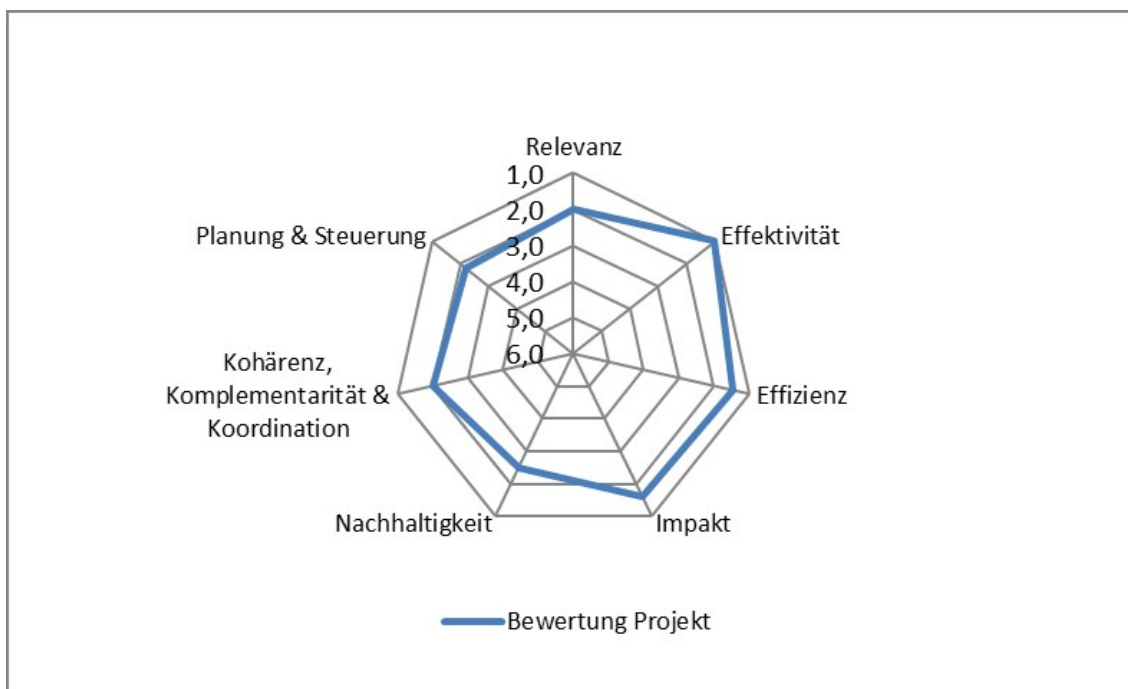 Relevanz
1,0
2,0
3,0
4,0
5,0
6,0
Effektivität
Effizienz
Impakt
Nachhaltigkeit
Kohärenz,
Komplementarität &
Koordination
Planung & Steuerung
Bewertung Projekt